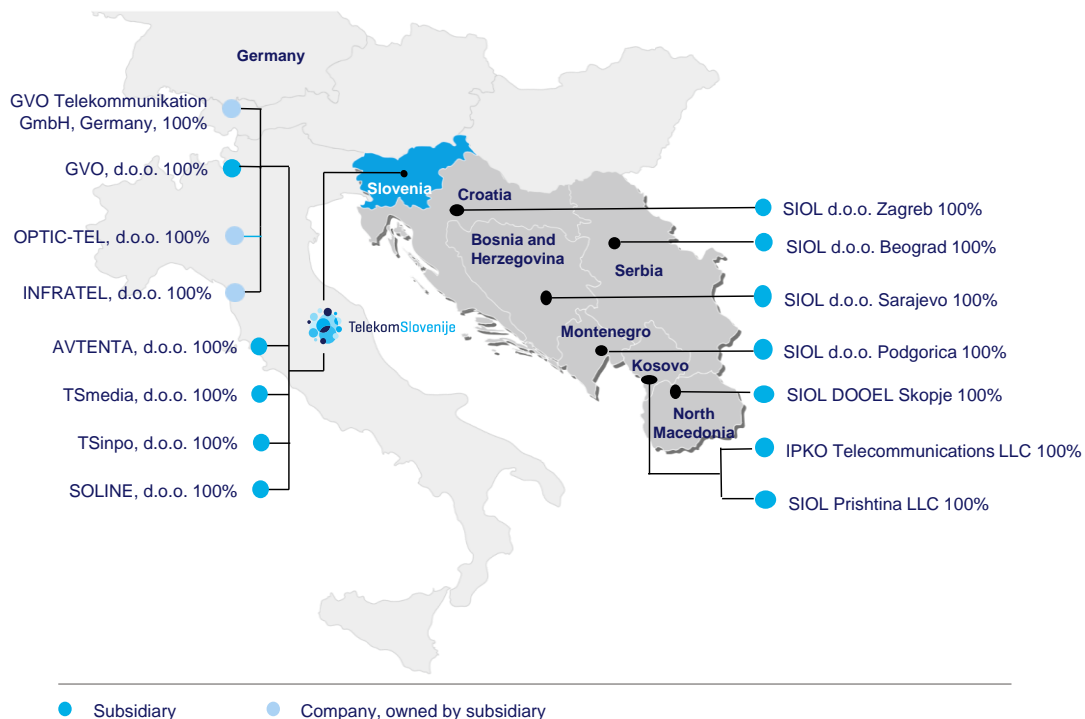 Germany
GVO Telekommunikation
GmbH, Germany, 100%
GVO, d.o.o. 100%
OPTIC-TEL, d.o.o. 100%
INFRATEL, d.o.o. 100%
AVTENTA, d.o.o. 100%
TSmedia, d.o.o. 100%
TSinpo, d.o.o. 100%
SOLINE, d.o.o. 100%
TelekomSlovenije
Slovenia
Croatia
Bosnia and
Herzegovina
Serbia
Montenegro
Kosovo
North
Macedonia
SIOL d.o.o. Zagreb 100%
SIOL d.o.o. Beograd 100%
SIOL d.o.o. Sarajevo 100%
SIOL d.o.o. Podgorica 100%
SIOL DOOEL Skopje 100%
IPKO Telecommunications LLC 100%
SIOL Prishtina LLC 100%
Subsidiary
Company, owned by subsidiary